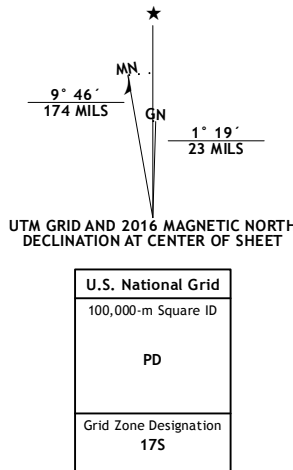 ★
MN
GN
9° 46´
174 MILS
1° 19´
23 MILS
UTM GRID AND 2016 MAGNETIC NORTH
DECLINATION AT CENTER OF SHEET
U.S. National Grid
100,000-m Square ID
PD
Grid Zone Designation
17S